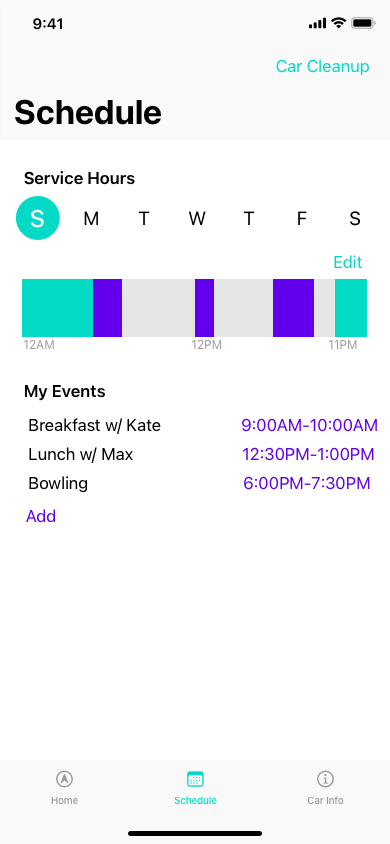 9:41
Car Cleanup
Schedule
Service Hours
S M T W T F S
Edit
12AM 12PM 11PM
My Events
Breakfast w/ Kate 9:00AM-10:00AM
Lunch w/ Max 12:30PM-1:00PM
Bowling 6:00PM-7:30PM
Add
Home Schedule Car Info